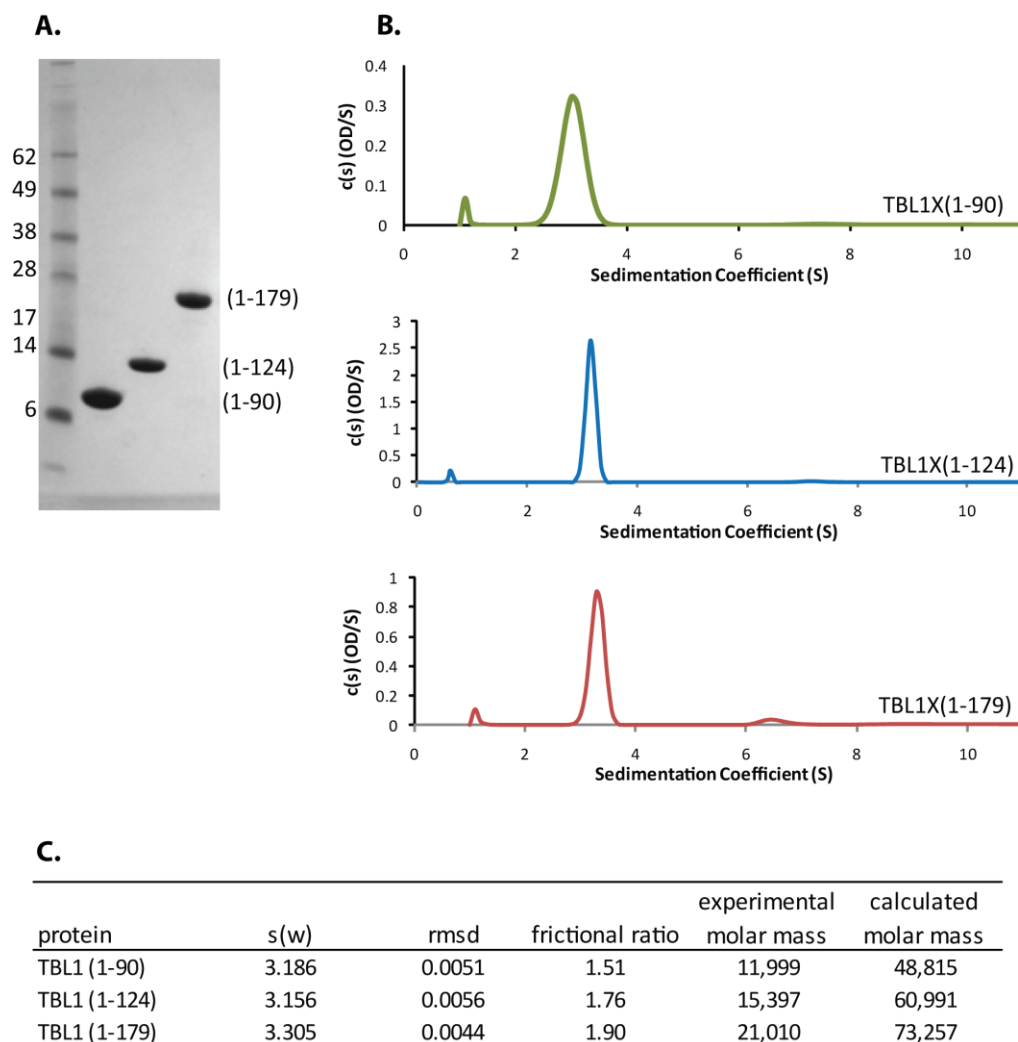 A.
62
49
38
28
17
14
6
(1-179)
(1-124)
(1-90)
B.
0.4
0.3
0.2
0.1
0
c(s) (OD/S)
TBL1X(1-90)
0 2 4 6 8 10
Sedimentation Coefficient (S)
3
2.5
2
1.5
1
0.5
0
c(s) (OD/S)
TBL1X(1-124)
0 2 4 6 8 10
Sedimentation Coefficient (S)
1
0.8
0.6
0.4
0.2
0
c(s) (OD/S)
TBL1X(1-179)
0 2 4 6 8 10
Sedimentation Coefficient (S)
C.
experimental calculated
protein s(w) rmsd frictional ratio molar mass molar mass
TBL1 (1-90) 3.186 0.0051 1.51 11,999 48,815
TBL1 (1-124) 3.156 0.0056 1.76 15,397 60,991
TBL1 (1-179) 3.305 0.0044 1.90 21,010 73,257